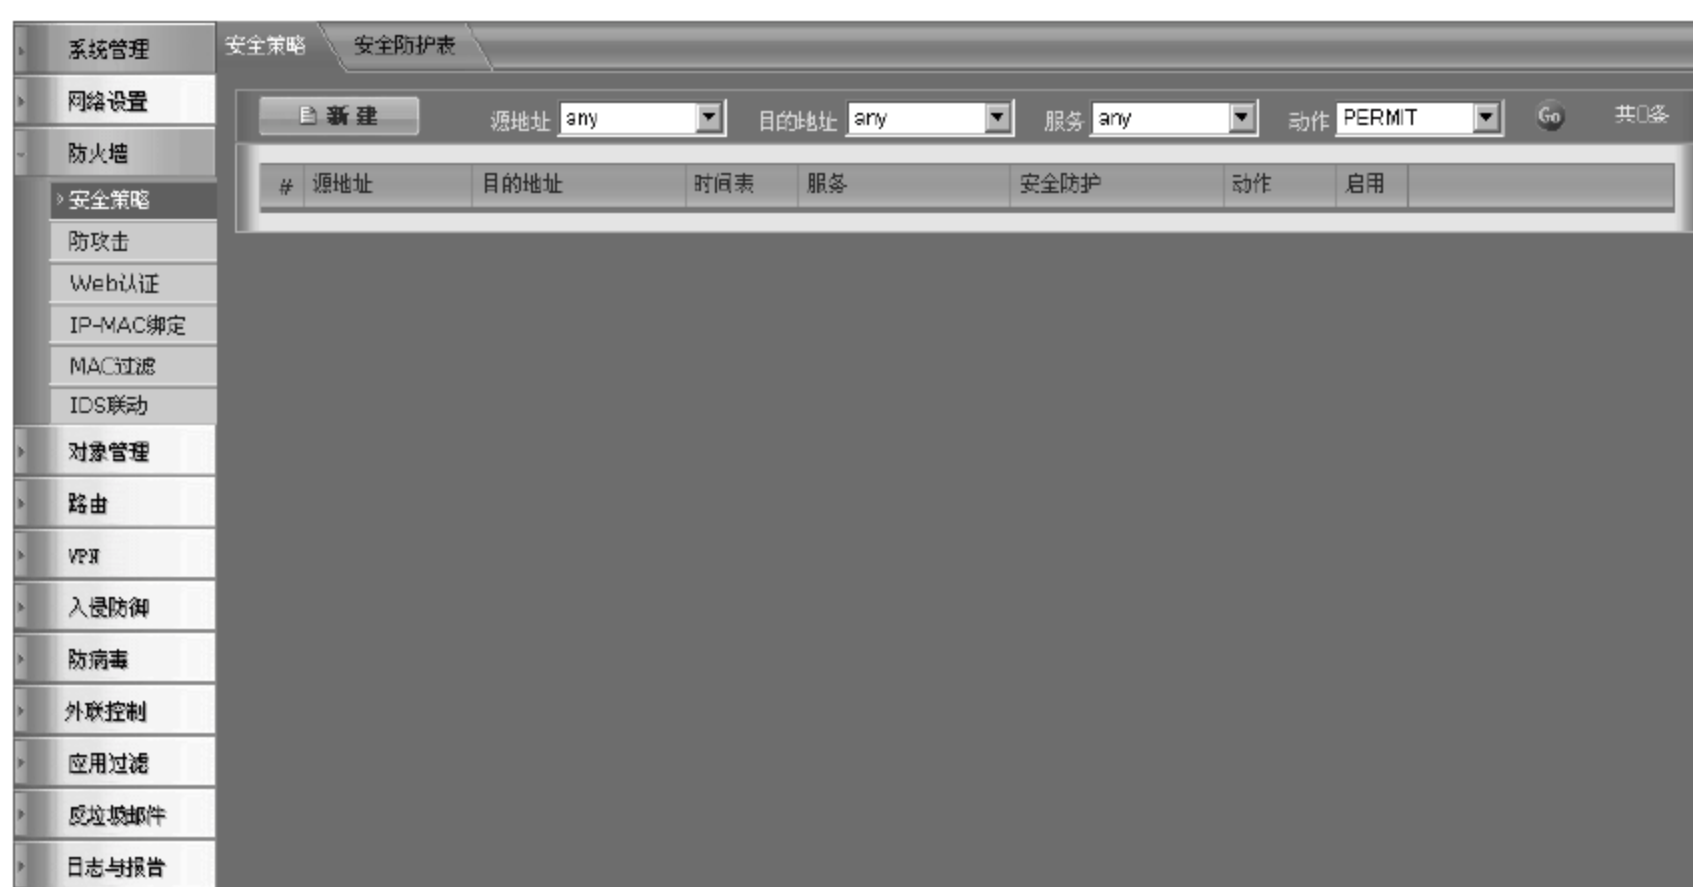 系统管理
网络设置
防火墙
安全策略
防攻击
Web认证
IP-MAC绑定
MAC过滤
IDS联动
对象管理
路由
VPN
入侵防御
防病毒
外联控制
应用过滤
反垃圾邮件
日志与报告
安全策略 安全防护表
新建 源地址 any 目的地址 any 服务 any 动作 PERMIT Go 共0条
# 源地址 目的地址 时间表 服务 安全防护 动作 启用